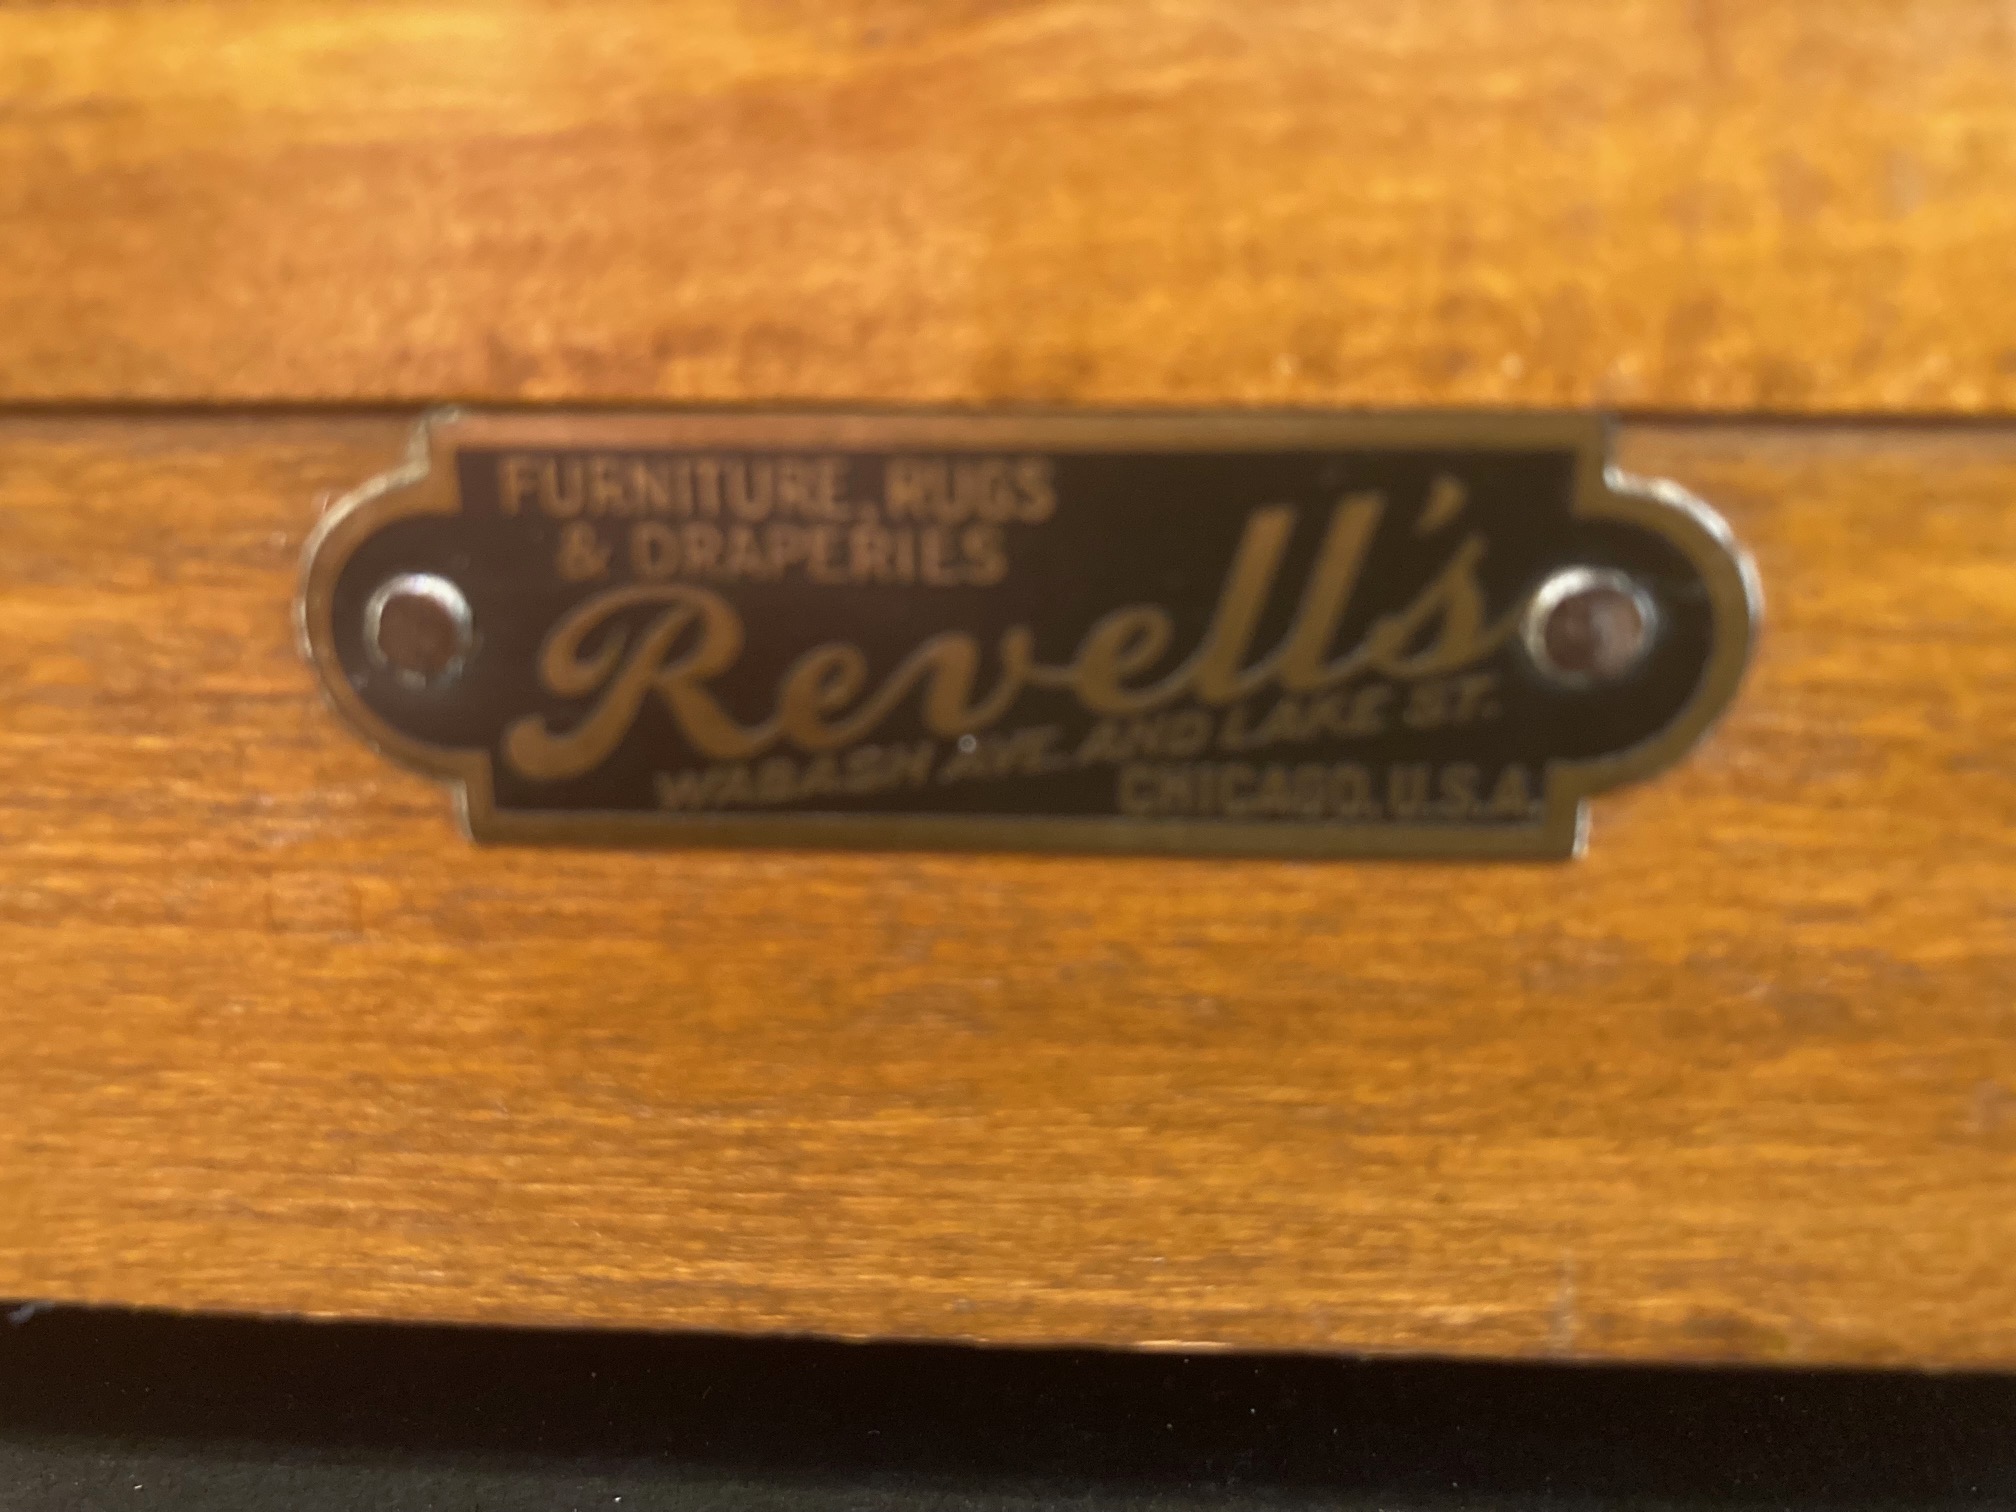 FURNITURE, RUGS
& DRAPERIES
Revell's
WABASH AVE. AND LAKE ST.
CHICAGO, U.S.A.